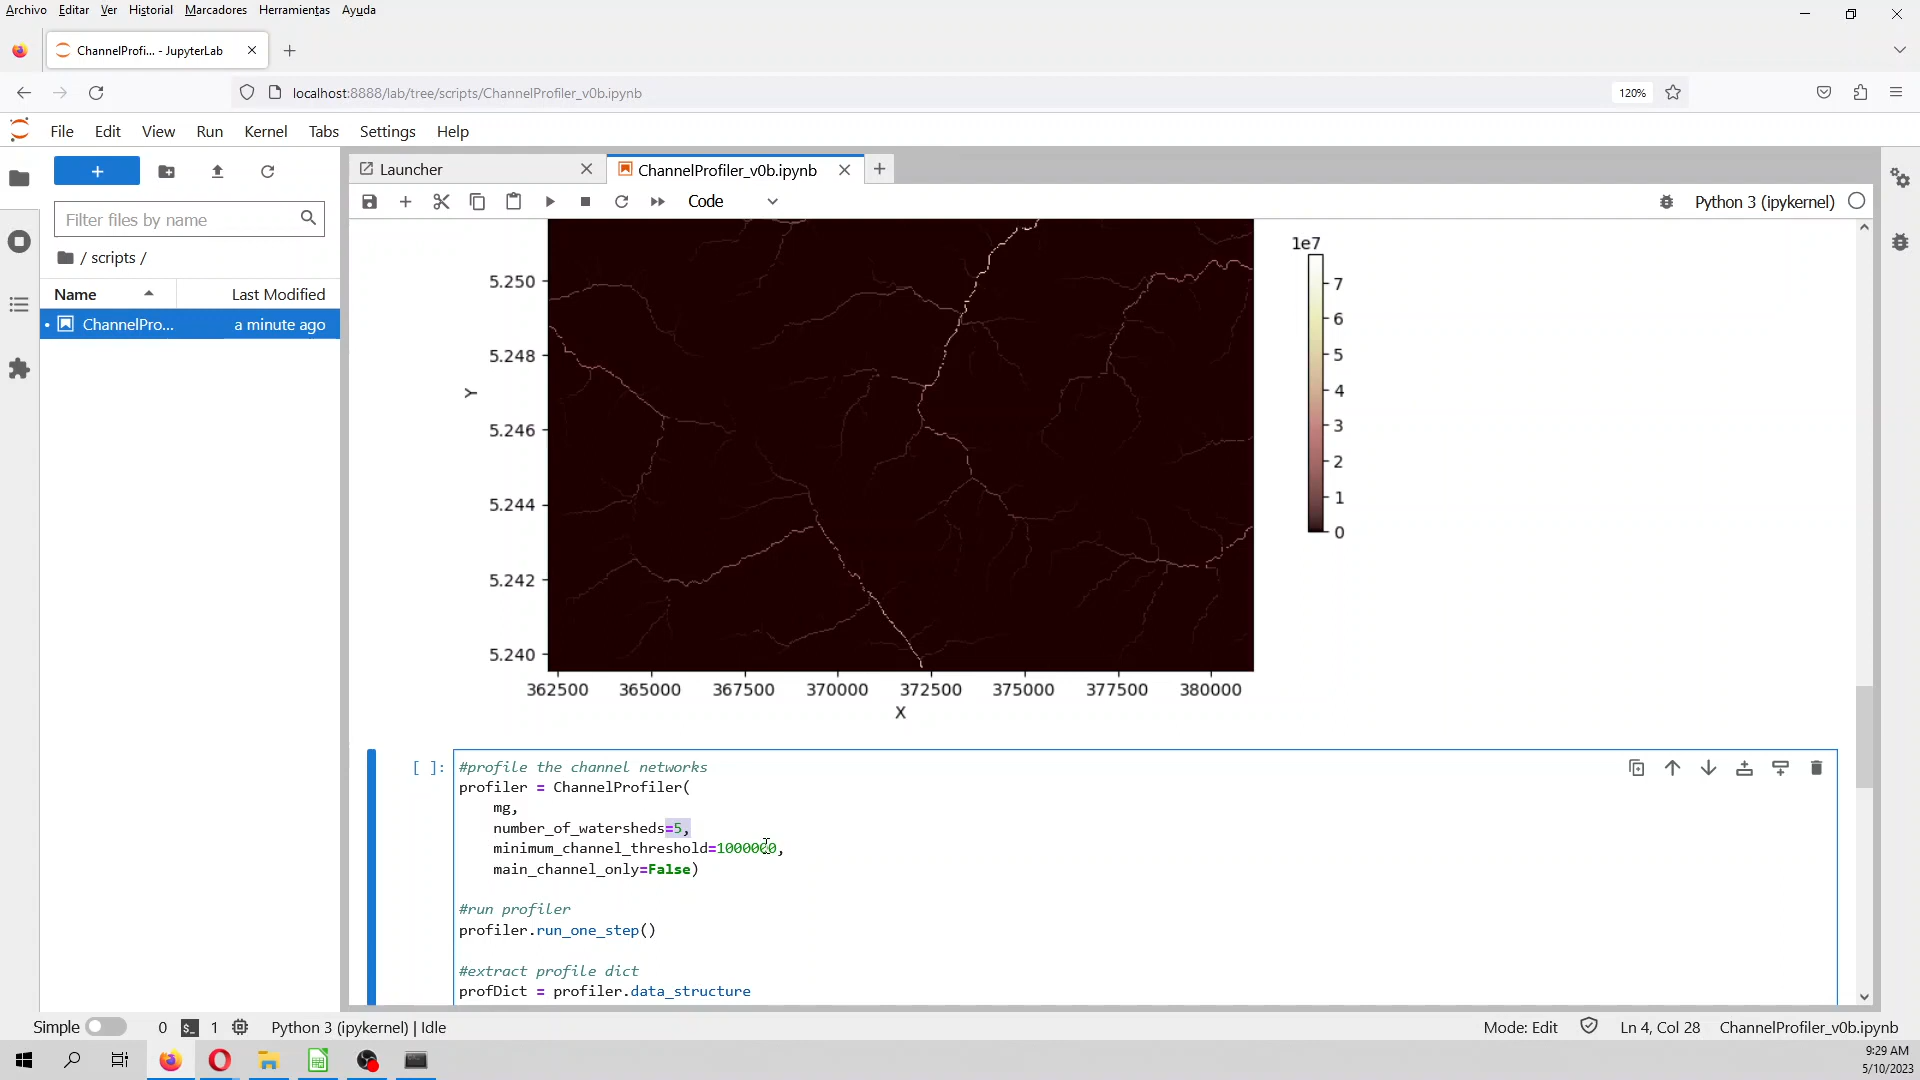 Archivo Editar Ver Historial Marcadores Herramientas Ayuda
ChannelProfi... - JupyterLab
localhost:8888/lab/tree/scripts/ChannelProfiler_v0b.ipynb
120%
File Edit View Run Kernel Tabs Settings Help
Launcher
ChannelProfiler_v0b.ipynb
Code
Python 3 (ipykernel)
Filter files by name
/ scripts /
Name Last Modified
ChannelPro... a minute ago
1e7
7
6
5
4
3
2
1
0
5.250
5.248
5.246
5.244
5.242
5.240
Y
362500 365000 367500 370000 372500 375000 377500 380000
X
[ ]:
#profile the channel networks
profiler = ChannelProfiler(
mg,
number_of_watersheds=5,
minimum_channel_threshold=1000000,
main_channel_only=False)
#run profiler
profiler.run_one_step()
#extract profile dict
profDict = profiler.data_structure
Simple 0 1 Python 3 (ipykernel) | Idle
Mode: Edit Ln 4, Col 28 ChannelProfiler_v0b.ipynb
9:29 AM
5/10/2023